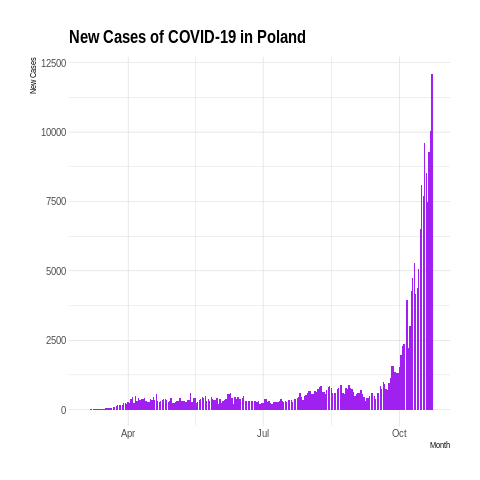 New Cases of COVID-19 in Poland
New Cases
12500
10000
7500
5000
2500
0
Apr
Jul
Oct
Month